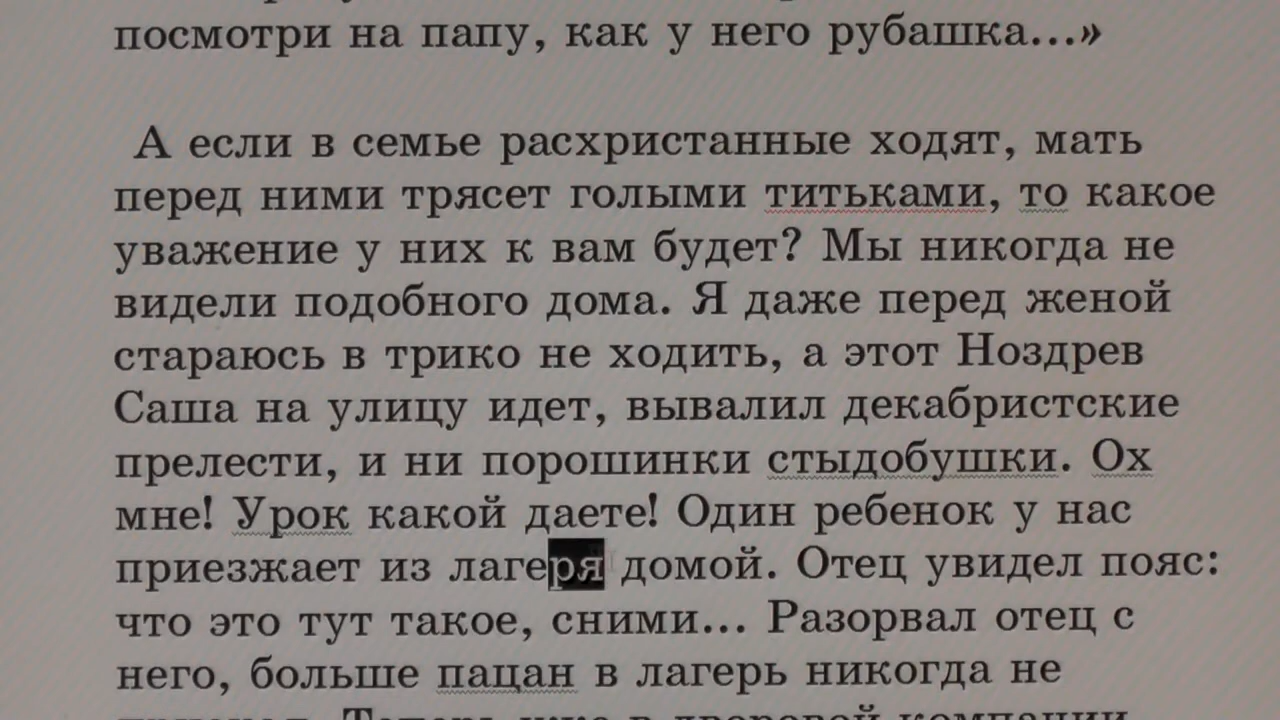 посмотри на папу, как у него рубашка...»
А если в семье расхристанные ходят, мать
перед ними трясет голыми титьками, то какое
уважение у них к вам будет? Мы никогда не
видели подобного дома. Я даже перед женой
стараюсь в трико не ходить, а этот Ноздрев
Саша на улицу идет, вывалил декабристские
прелести, и ни порошинки стыдобушки. Ох
мне! Урок какой даете! Один ребенок у нас
приезжает из лагеря домой. Отец увидел пояс:
что это тут такое, сними... Разорвал отец с
него, больше пацан в лагерь никогда не